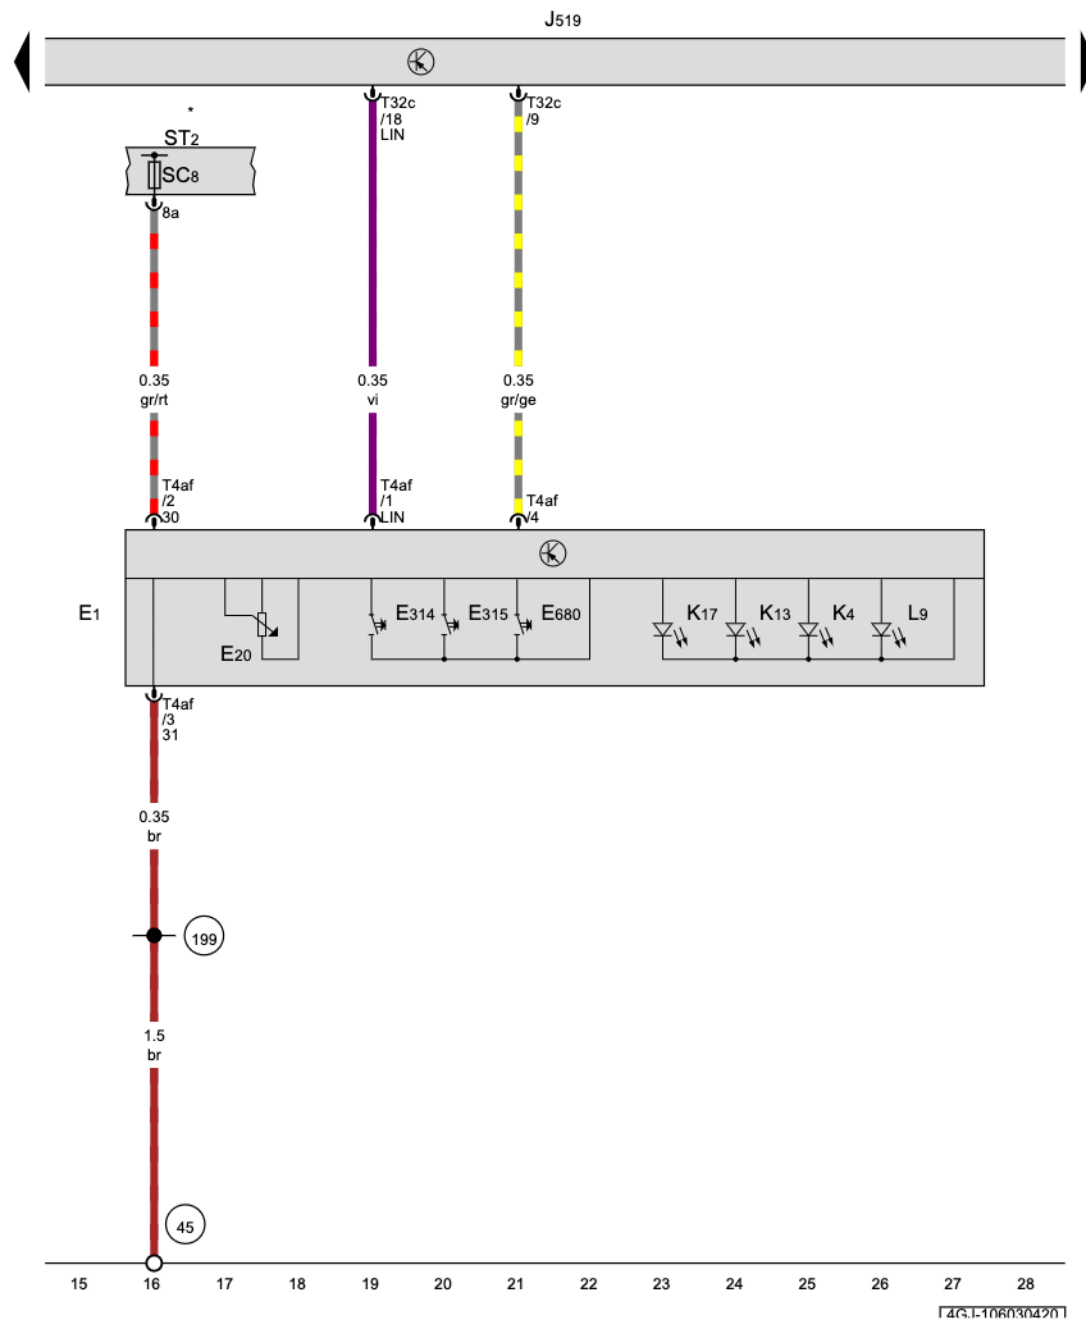 J519
T32c
/18
LIN
T32c
/9
*
ST2
SC8
8a
0.35
gr/rt
0.35
vi
0.35
gr/ge
T4af
/2
30
T4af
/1
LIN
T4af
/4
E1
E20
E314
E315
E680
K17
K13
K4
L9
T4af
/3
31
0.35
br
199
1.5
br
45
15 16 17 18 19 20 21 22 23 24 25 26 27 28
4GJ-106030420